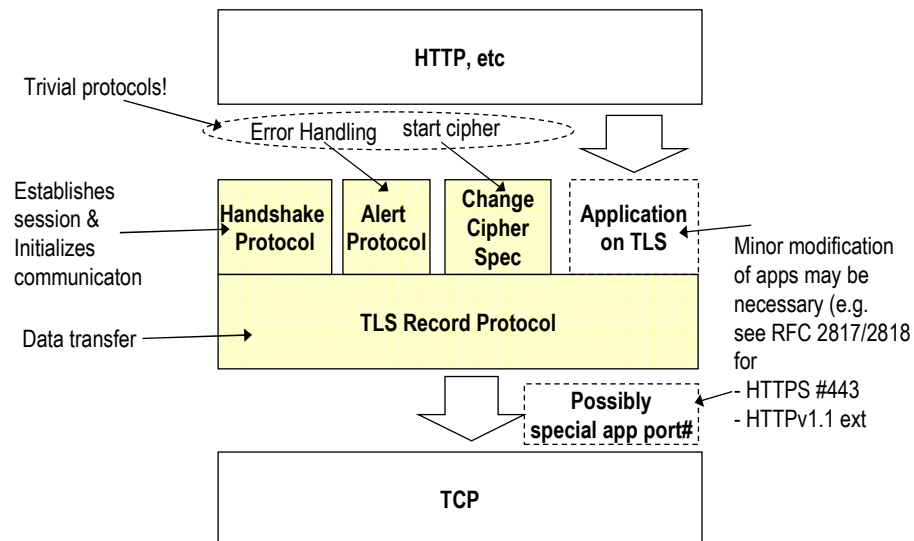 HTTP, etc
Trivial protocols!
Error Handling
start cipher
Establishes
session &
Initializes
communicaton
Handshake
Protocol
Alert
Protocol
Change
Cipher
Spec
Application
on TLS
Minor modification
of apps may be
necessary (e.g.
see RFC 2817/2818
for
- HTTPS #443
- HTTPv1.1 ext
Data transfer
TLS Record Protocol
Possibly
special app port#
TCP